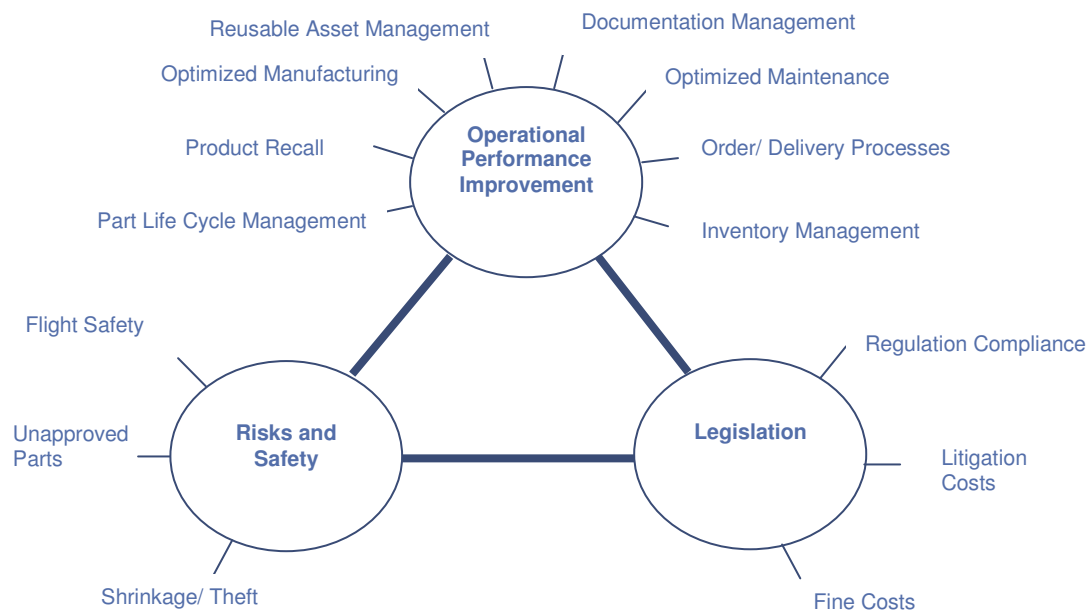 Reusable Asset Management
Documentation Management
Optimized Manufacturing
Optimized Maintenance
Operational
Performance
Improvement
Product Recall
Order/ Delivery Processes
Part Life Cycle Management
Inventory Management
Flight Safety
Regulation Compliance
Unapproved
Parts
Risks and
Safety
Legislation
Litigation
Costs
Shrinkage/ Theft
Fine Costs